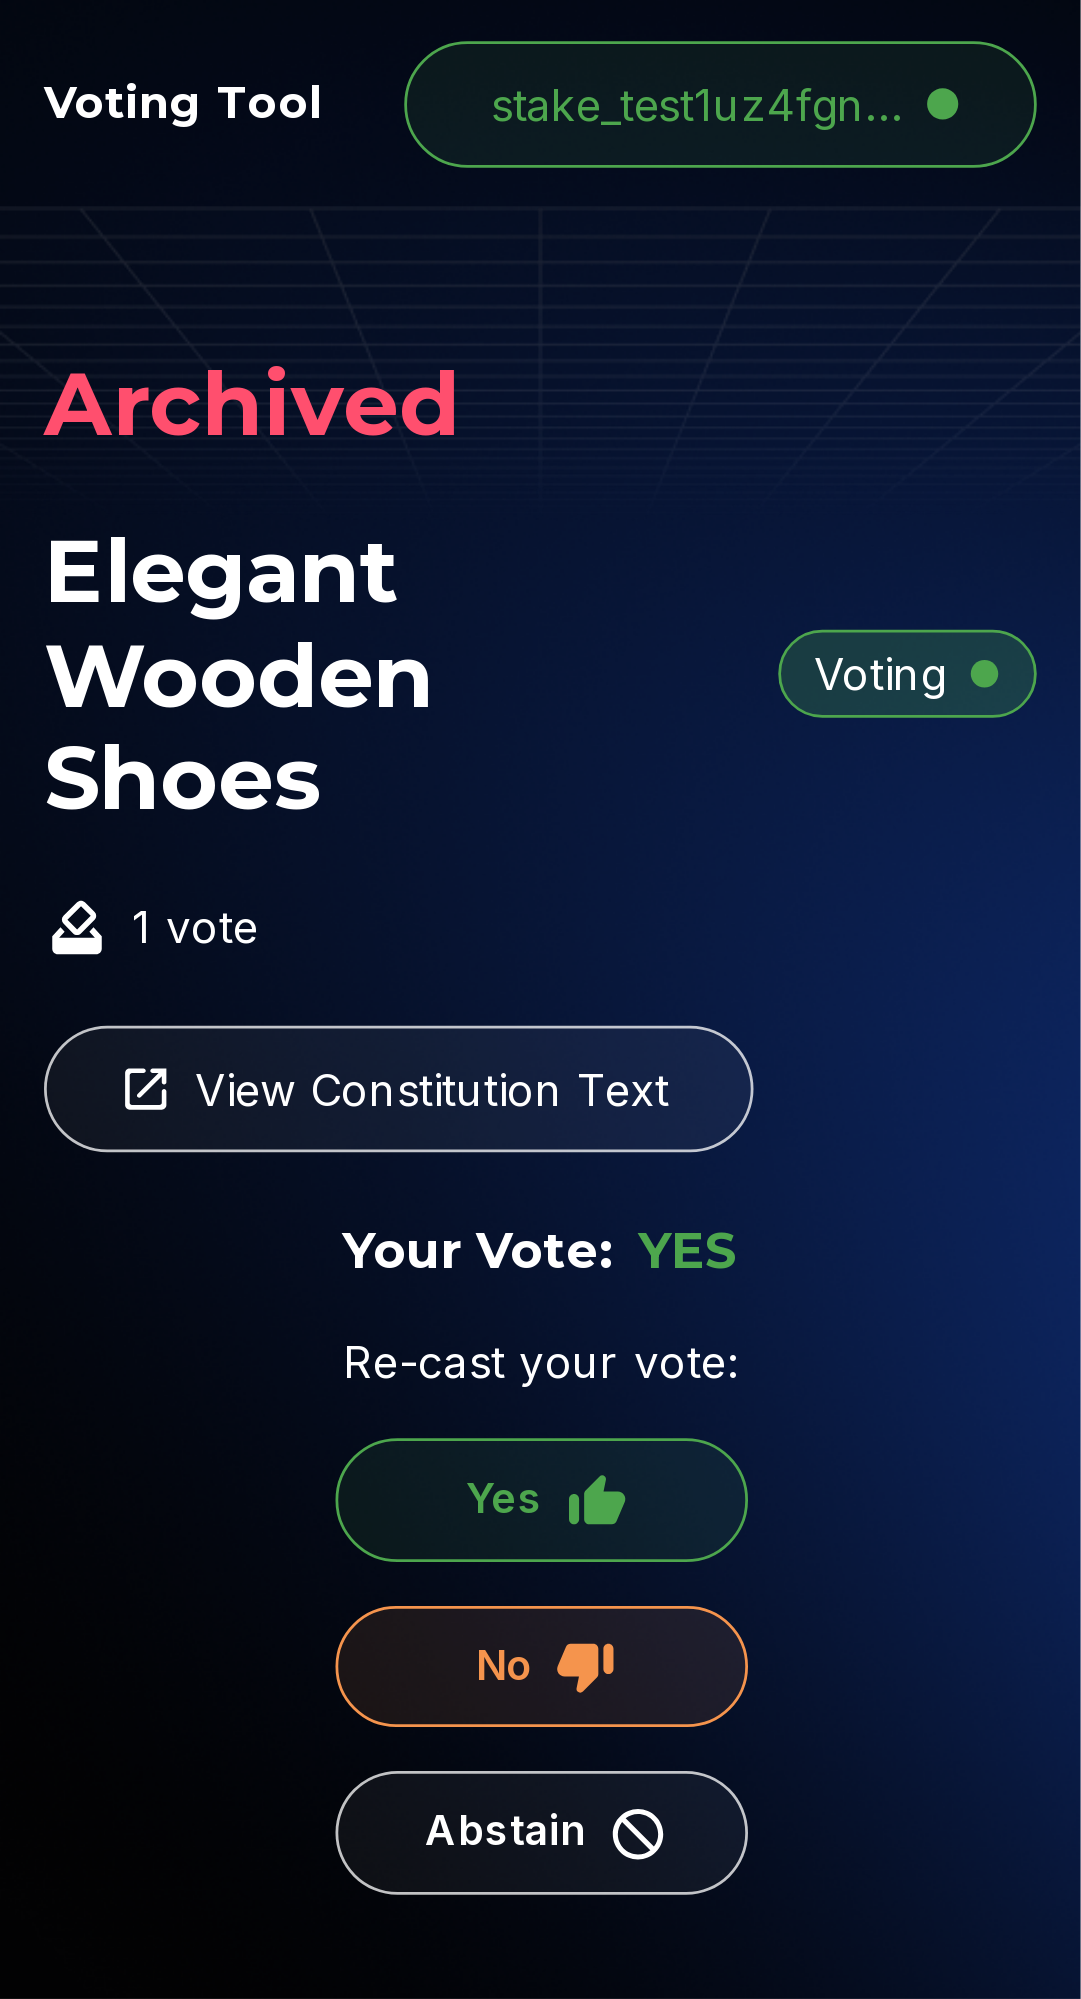 Voting Tool
stake_test1uz4fgn...
Archived
Elegant
Wooden
Shoes
Voting
1 vote
View Constitution Text
Your Vote: YES
Re-cast your vote:
Yes
No
Abstain